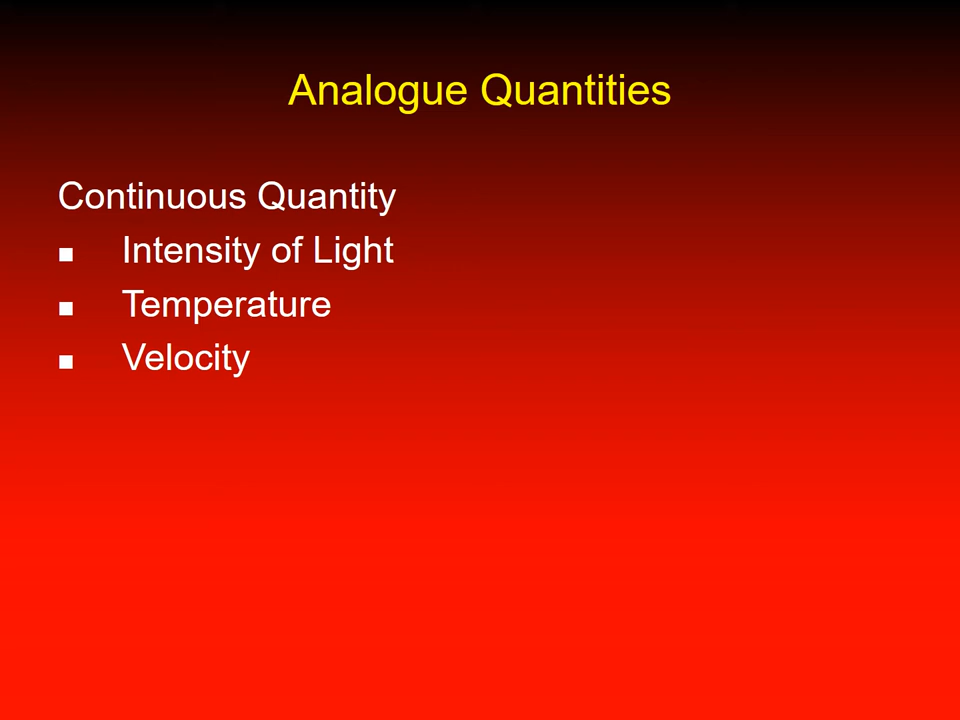 Analogue Quantities
Continuous Quantity
Intensity of Light
Temperature
Velocity